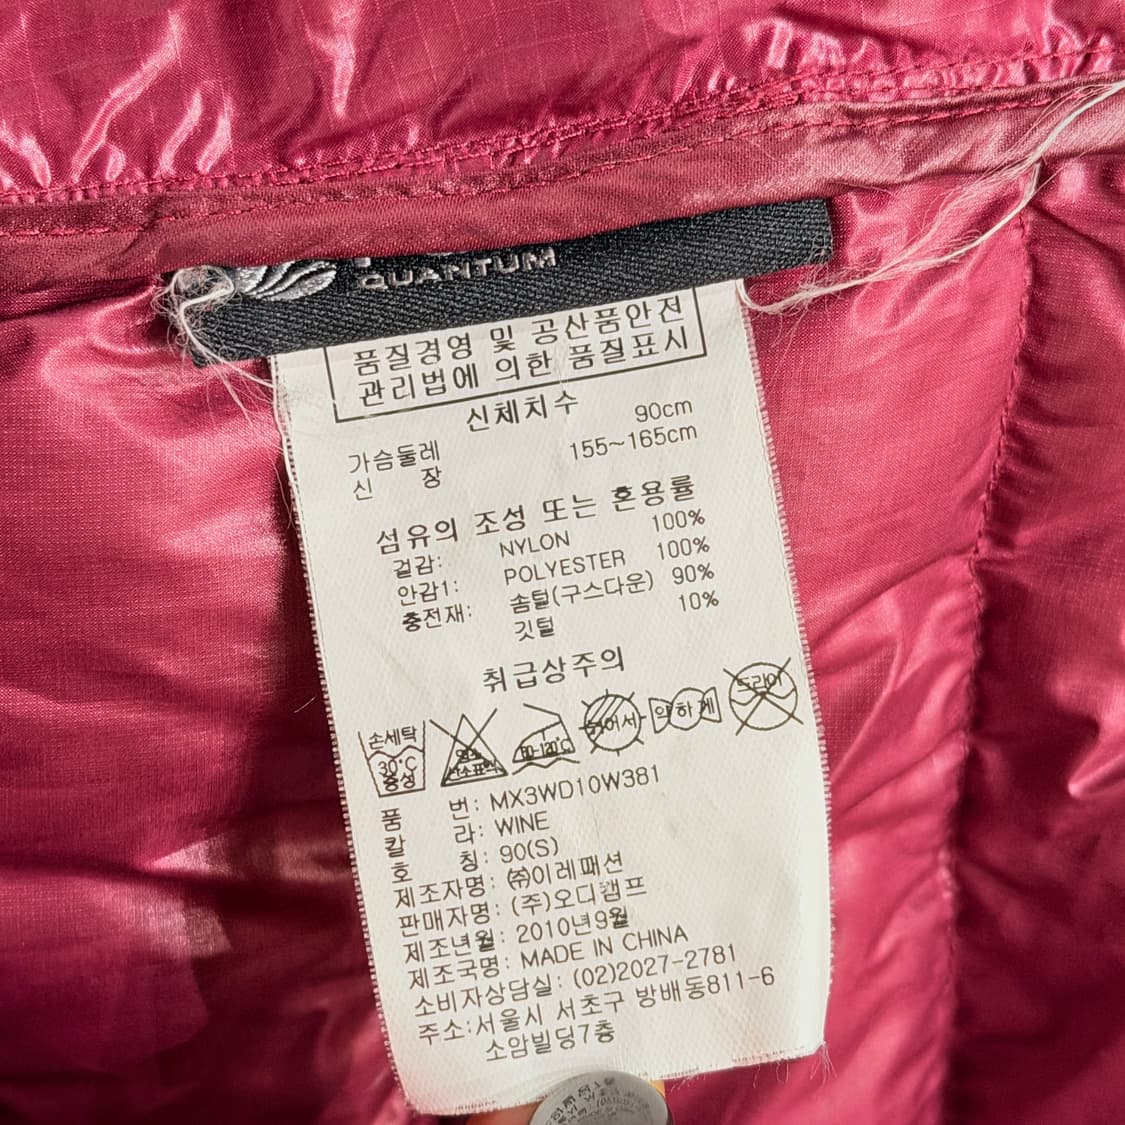 QUANTUM
품질경영 및 공산품안전
관리법에 의한 품질표시
신체치수
가슴둘레 90cm
신 장 155~165cm
섬유의 조성 또는 혼용률
겉감: NYLON 100%
안감1: POLYESTER 100%
충전재: 솜털(구스다운) 90%
깃털 10%
취급상주의
손세탁
30°C
중성
약하게
드라이
품 번: MX3WD10W381
칼 라: WINE
호 칭: 90(S)
제조자명: ㈜이레패션
판매자명: (주)오디캠프
제조년월: 2010년9월
제조국명: MADE IN CHINA
소비자상담실: (02)2027-2781
주소:서울시 서초구 방배동811-6
소암빌딩7층